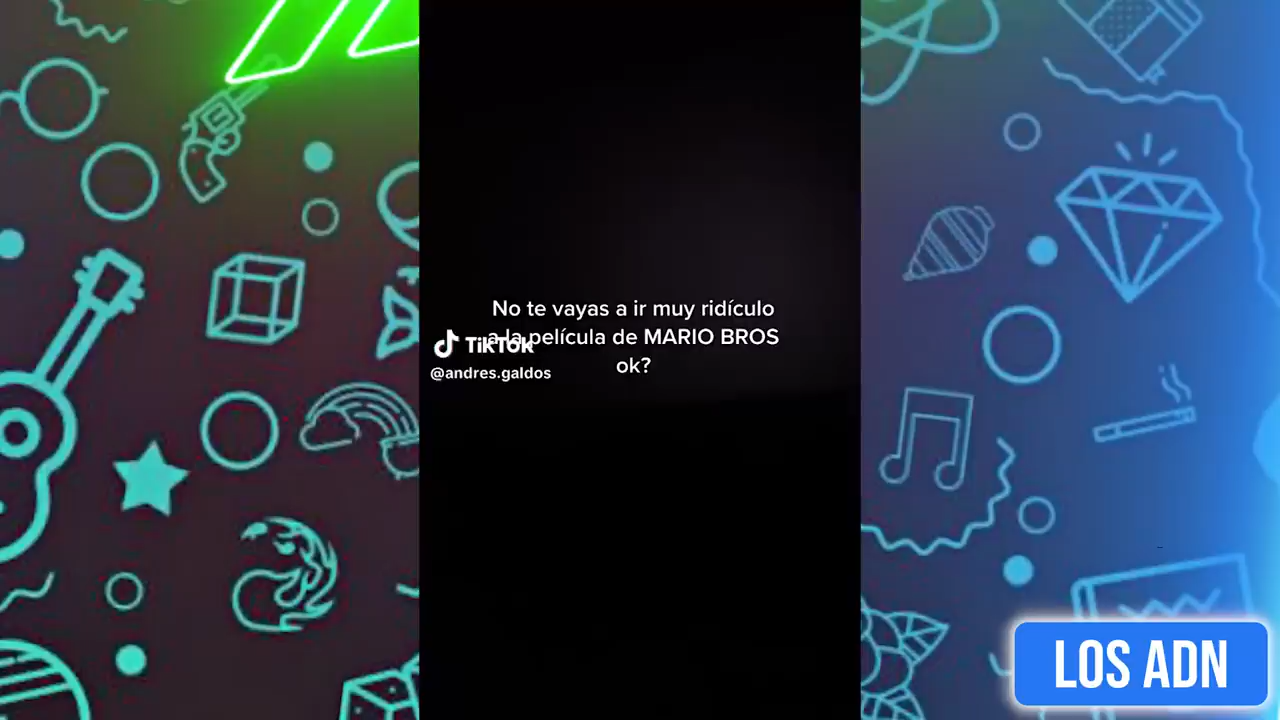 No te vayas a ir muy ridículo
a la película de MARIO BROS
ok?
TikTok
@andres.galdos
LOS ADN